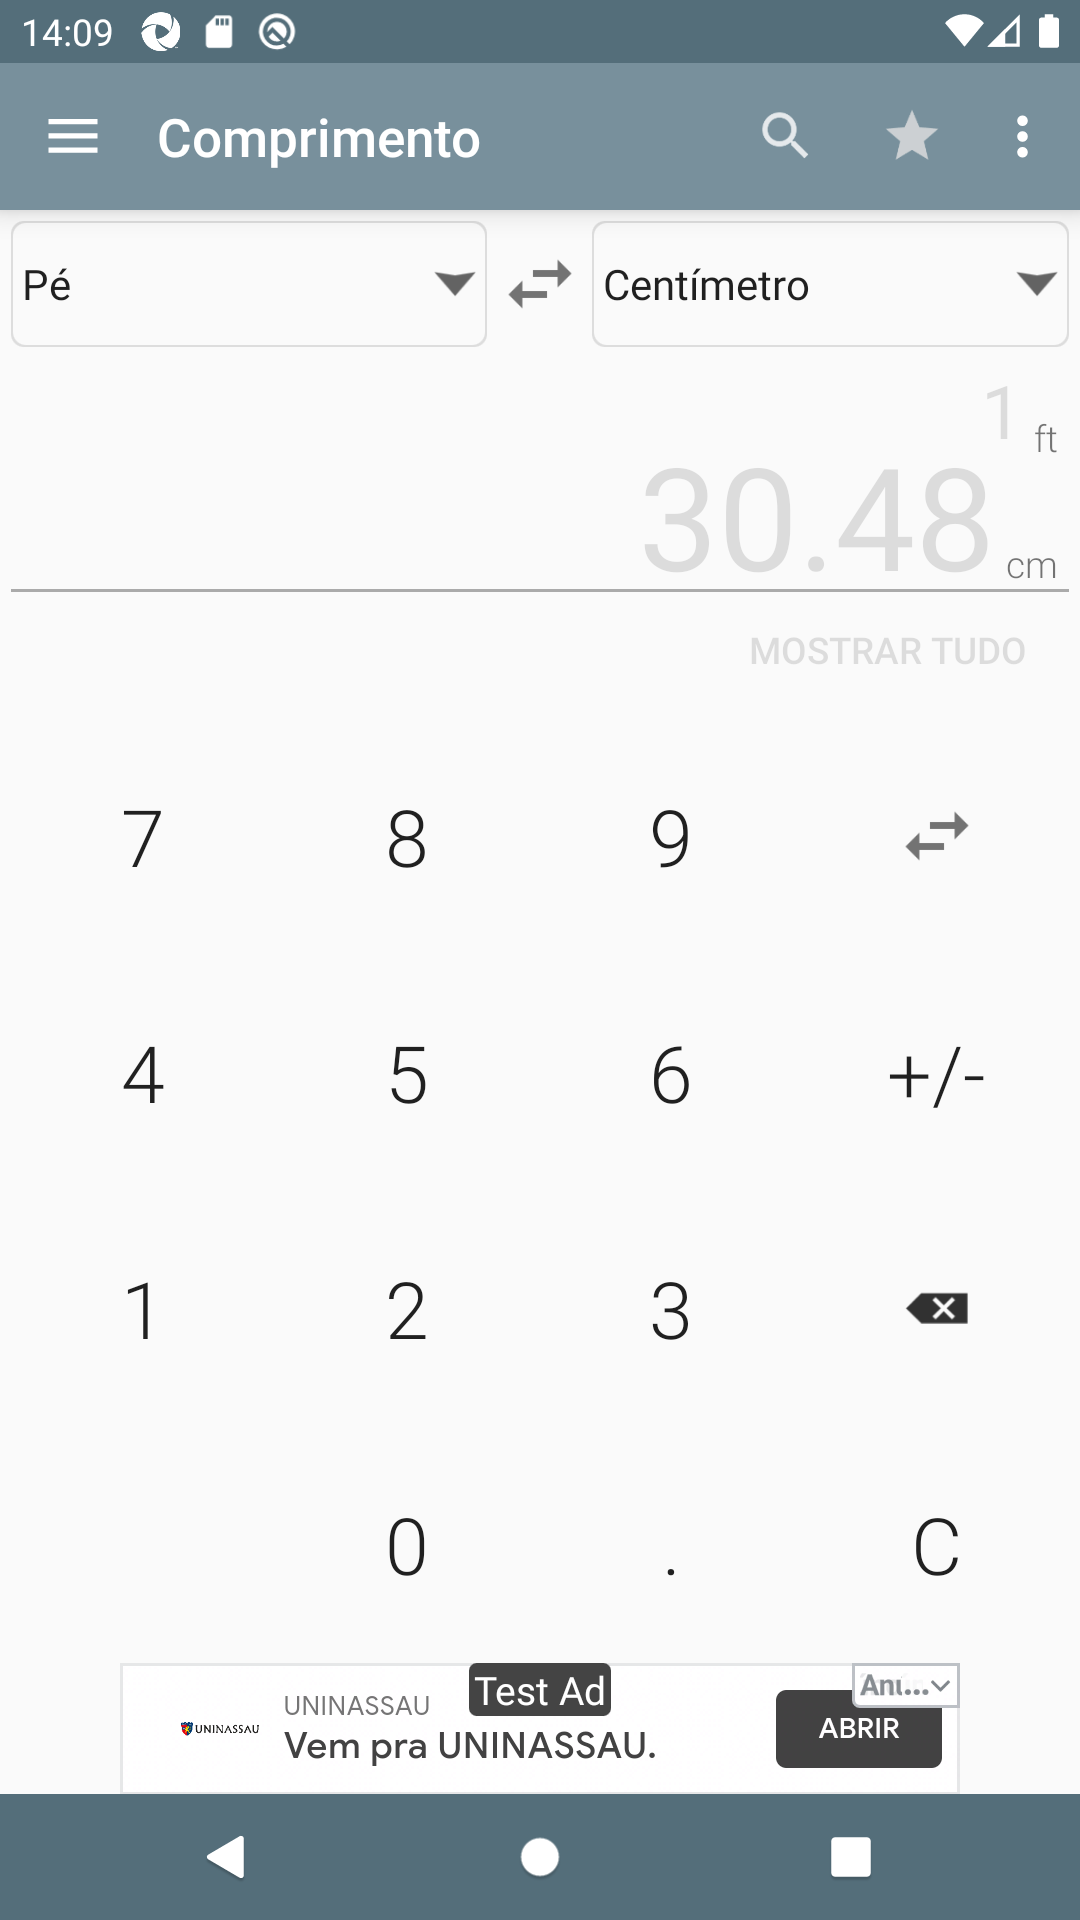 14:09
Comprimento
Pé
Centímetro
1 ft
30.48 cm
MOSTRAR TUDO
7 8 9
4 5 6 +/-
1 2 3
0 . C
Test Ad
Anú...
UNINASSAU
UNINASSAU
Vem pra UNINASSAU.
ABRIR